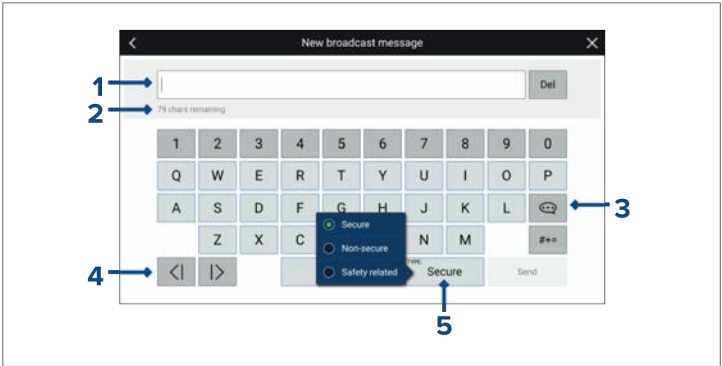 New broadcast message
1
Del
2
79 chars remaining
1 2 3 4 5 6 7 8 9 0
Q W E R T Y U I O P
A S D F G H J K L
3
Secure
Z X C N M #+=
Non-secure
4
<| |> Safety related TYPE: Secure Send
5